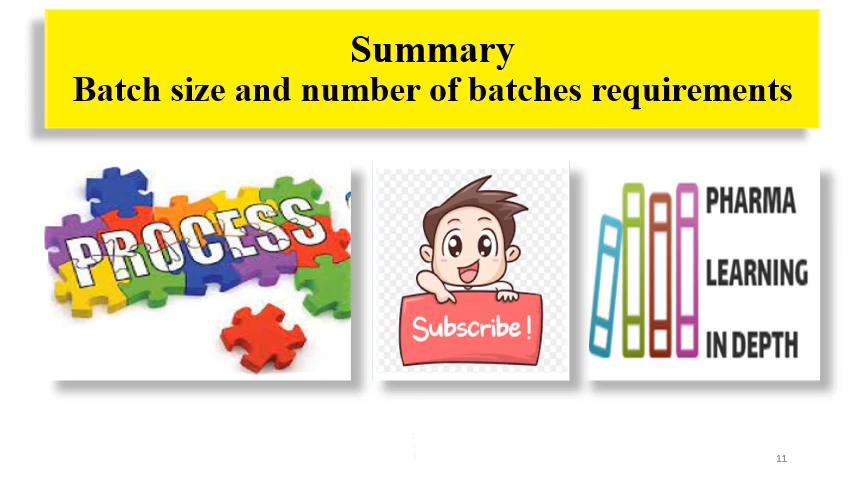 Summary
Batch size and number of batches requirements
PROCESS
Subscribe!
PHARMA
LEARNING
IN DEPTH
11